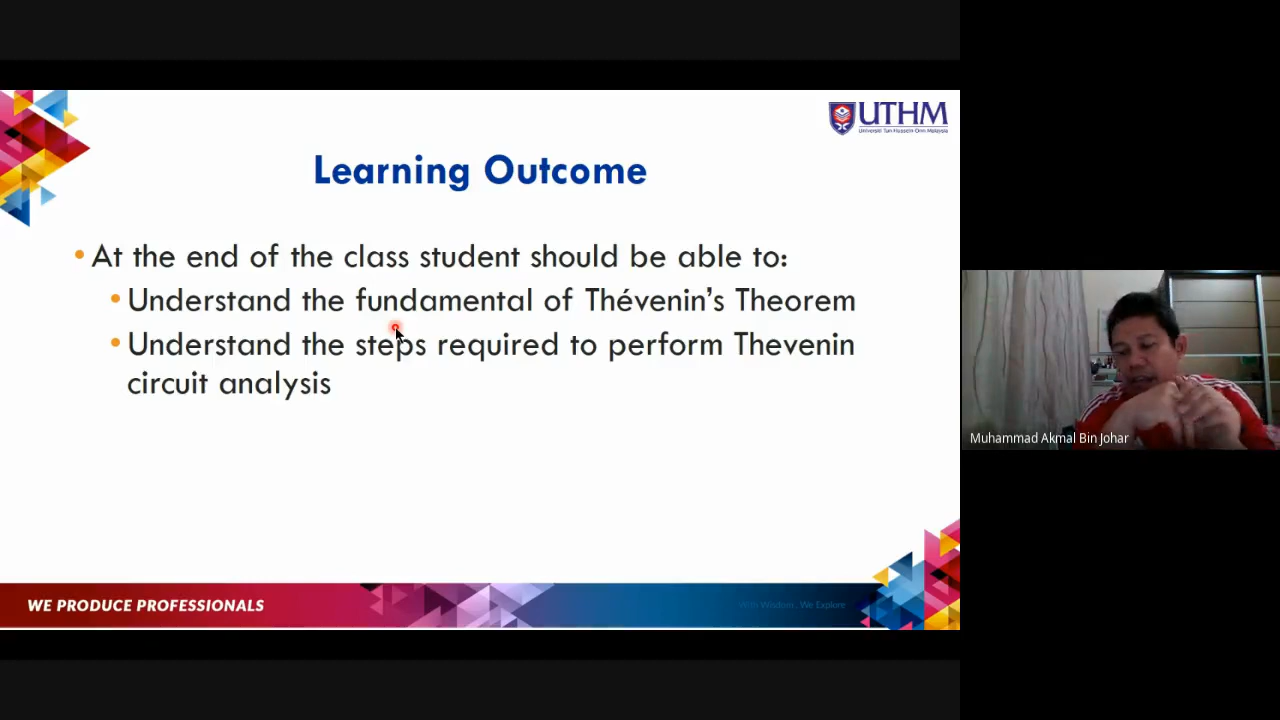 UTHM
Universiti Tun Hussein Onn Malaysia
Learning Outcome
• At the end of the class student should be able to:
• Understand the fundamental of Thévenin's Theorem
• Understand the steps required to perform Thevenin
circuit analysis
Muhammad Akmal Bin Johar
WE PRODUCE PROFESSIONALS
With Wisdom, We Explore